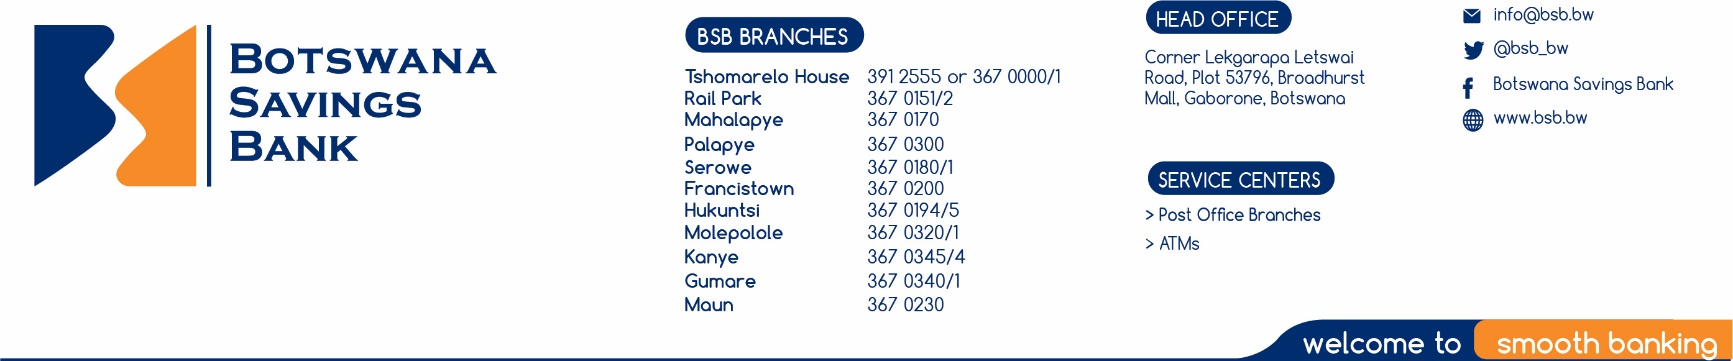 BOTSWANA
SAVINGS
BANK
BSB BRANCHES
Tshomarelo House 391 2555 or 367 0000/1
Rail Park 367 0151/2
Mahalapye 367 0170
Palapye 367 0300
Serowe 367 0180/1
Francistown 367 0200
Hukuntsi 367 0194/5
Molepolole 367 0320/1
Kanye 367 0345/4
Gumare 367 0340/1
Maun 367 0230
HEAD OFFICE
Corner Lekgarapa Letswai
Road, Plot 53796, Broadhurst
Mall, Gaborone, Botswana
SERVICE CENTERS
> Post Office Branches
> ATMs
info@bsb.bw
@bsb_bw
Botswana Savings Bank
www.bsb.bw
welcome to smooth banking